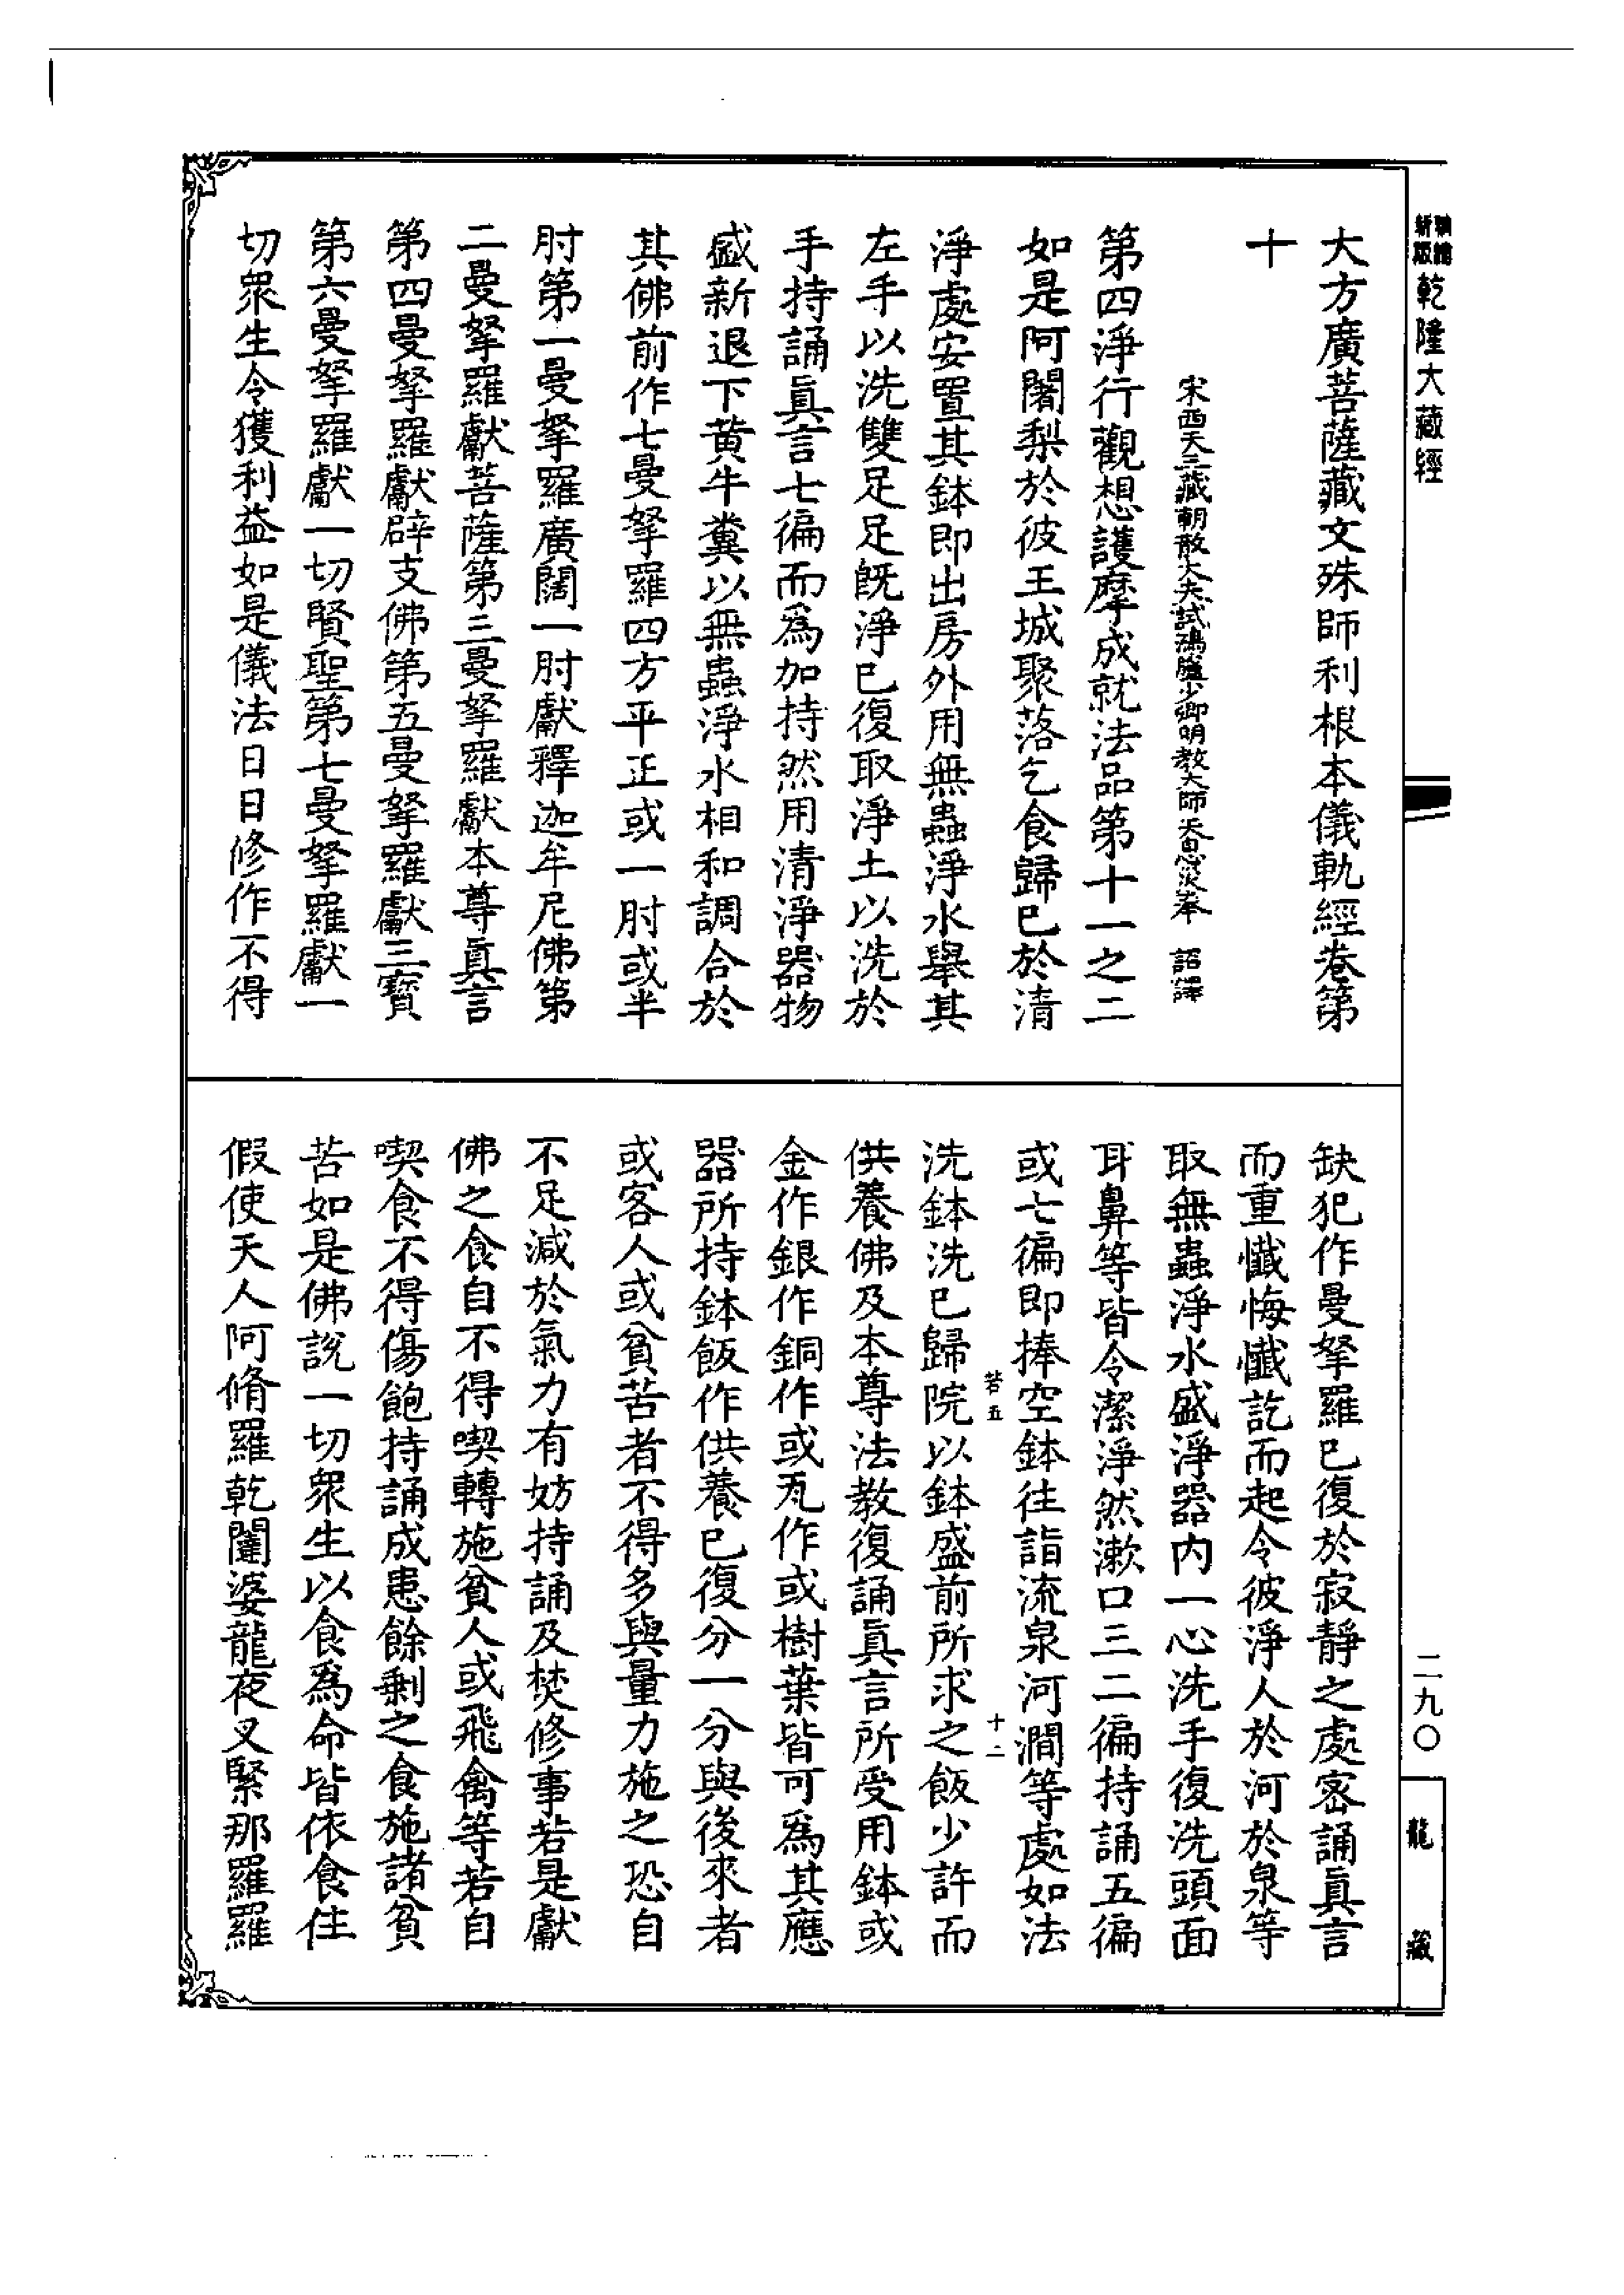 乾隆大藏經
大方廣菩薩藏文殊師利根本儀軌經卷第
十
宋西天三藏朝散大夫試鴻臚少卿明教大師 奉 詔譯
第四淨行觀想護摩成就法品第十一之二
如是阿闍梨於彼王城聚落乞食歸已於清
淨處安置其鉢即出房外用無蟲淨水舉其
左手以洗雙足足旣淨已復取淨土以洗於
手持誦眞言七徧而爲加持然用清淨器物
盛新退下黄牛糞以無蟲淨水相和調合於
其佛前作七曼拏羅四方平正或一肘或半
肘第一曼拏羅廣闊一肘獻釋迦牟尼佛第
二曼拏羅獻菩薩第三曼拏羅獻本尊眞言
第四曼拏羅獻辟支佛第五曼拏羅獻三寳
第六曼拏羅獻一切賢聖第七曼拏羅獻一
切衆生令獲利益如是儀法日日修作不得
缺犯作曼拏羅已復於寂靜之處密誦眞言
而重懺悔懺訖而起令彼淨人於河於泉等
取無蟲淨水盛淨器内一心洗手復洗頭面
耳鼻等皆令潔淨然漱口三二徧持誦五徧
或七徧即捧空鉢往詣流泉河澗等處如法
若五 十二
洗鉢洗已歸院以鉢盛前所求之飯少許而
供養佛及本尊法教復誦眞言所受用鉢或
金作銀作銅作或瓦作或樹葉皆可爲其應
器所持鉢飯作供養已復分一分與後來者
或客人或貧苦者不得多與量力施之恐自
不足減於氣力有妨持誦及焚修事若是獻
佛之食自不得喫轉施貧人或飛禽等若自
喫食不得傷飽持誦成患餘剩之食施諸貧
苦如是佛說一切衆生以食爲命皆依食住
假使天人阿脩羅乾闥婆龍夜叉緊那羅羅
二九〇
龍藏